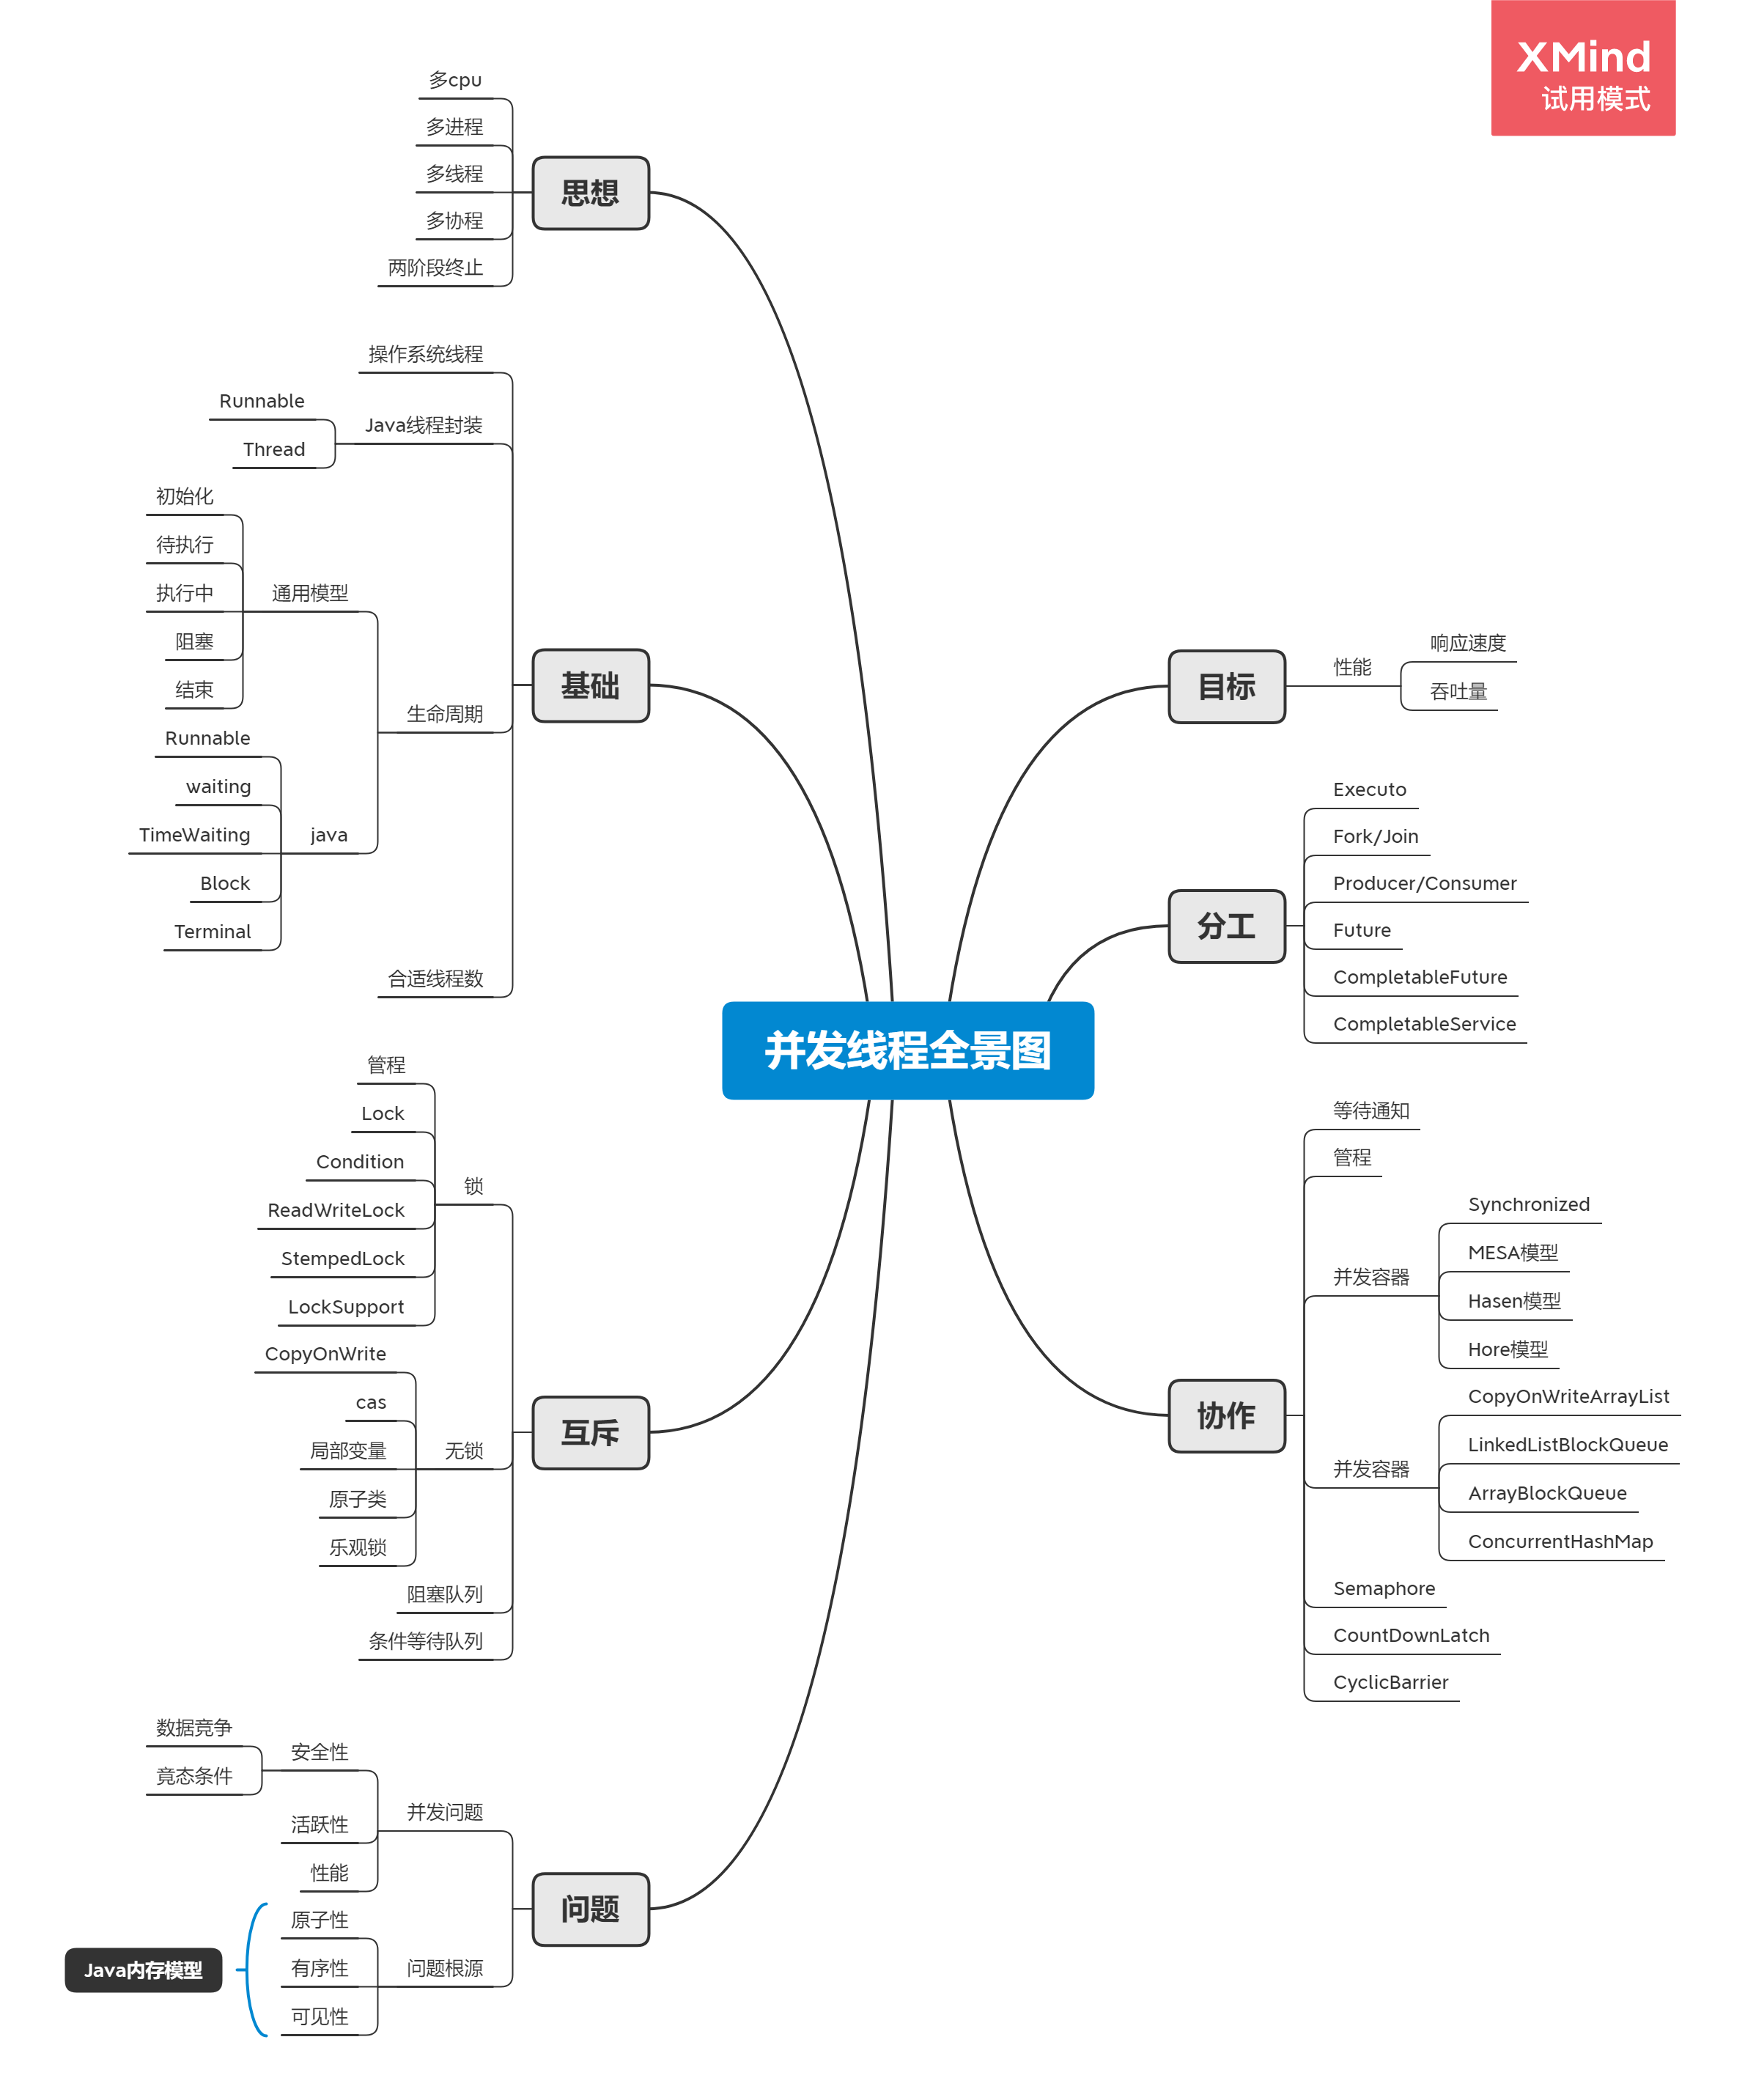 XMind
试用模式
并发线程全景图
思想
多cpu
多进程
多线程
多协程
两阶段终止
基础
操作系统线程
Java线程封装
Runnable
Thread
生命周期
通用模型
初始化
待执行
执行中
阻塞
结束
java
Runnable
waiting
TimeWaiting
Block
Terminal
合适线程数
互斥
锁
管程
Lock
Condition
ReadWriteLock
StempedLock
LockSupport
无锁
CopyOnWrite
cas
局部变量
原子类
乐观锁
阻塞队列
条件等待队列
问题
并发问题
安全性
数据竞争
竟态条件
活跃性
性能
问题根源
原子性
有序性
可见性
Java内存模型
目标
性能
响应速度
吞吐量
分工
Executo
Fork/Join
Producer/Consumer
Future
CompletableFuture
CompletableService
协作
等待通知
管程
并发容器
Synchronized
MESA模型
Hasen模型
Hore模型
并发容器
CopyOnWriteArrayList
LinkedListBlockQueue
ArrayBlockQueue
ConcurrentHashMap
Semaphore
CountDownLatch
CyclicBarrier